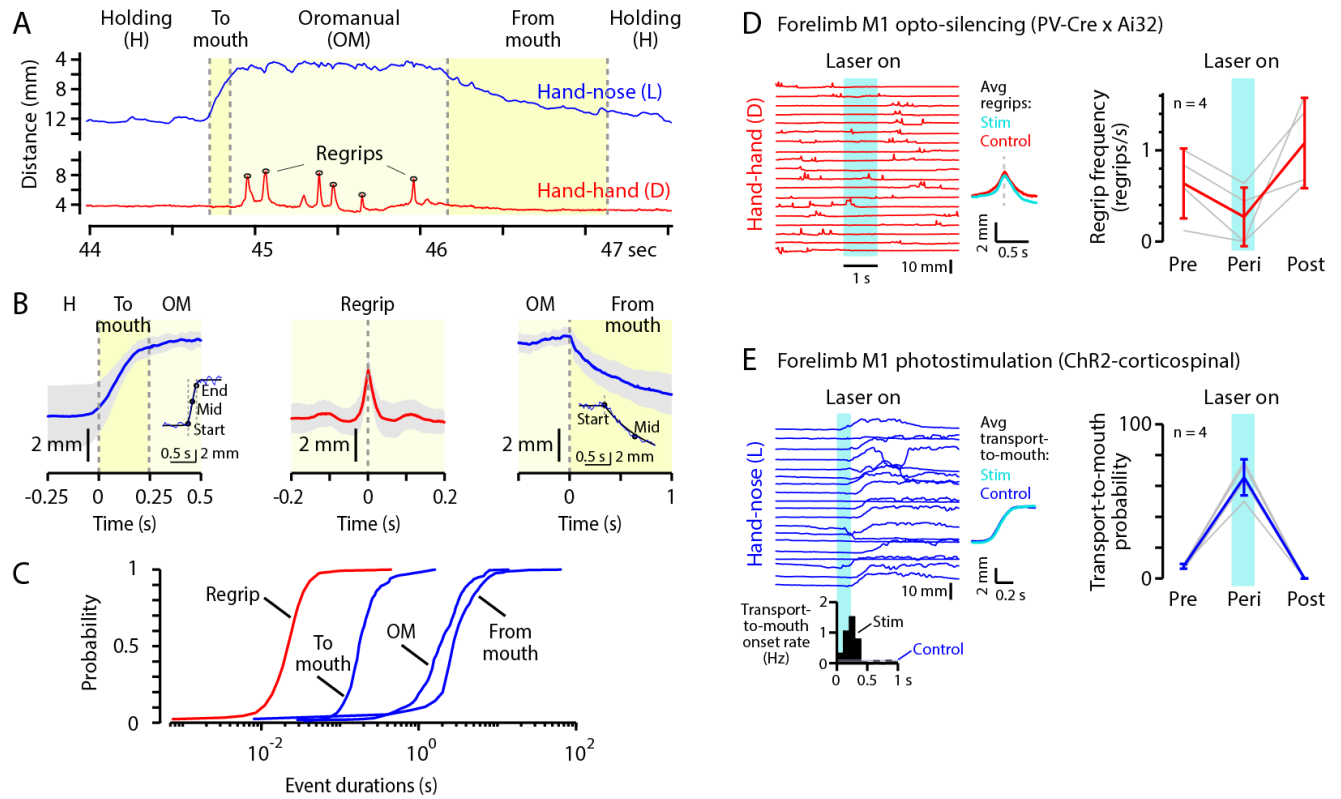 A
Holding (H)
To mouth
Oromanual (OM)
From mouth
Holding (H)
Distance (mm)
4
8
12
Hand-nose (L)
Regrips
8
4
Hand-hand (D)
44
45
46
47 sec
B
H
To mouth
OM
End
Mid
Start
2 mm
0.5 s
2 mm
-0.25
0
0.25
0.5
Time (s)
Regrip
2 mm
-0.2
0
0.2
Time (s)
OM
From mouth
Start
Mid
2 mm
0.5 s
2 mm
0
1
Time (s)
C
Probability
1
0.5
0
Regrip
To mouth
OM
From mouth
10-2
100
102
Event durations (s)
D Forelimb M1 opto-silencing (PV-Cre x Ai32)
Laser on
Hand-hand (D)
Avg regrips:
Stim
Control
2 mm
0.5 s
1 s
10 mm
Laser on
n = 4
Regrip frequency (regrips/s)
1
0
Pre
Peri
Post
E Forelimb M1 photostimulation (ChR2-corticospinal)
Laser on
Hand-nose (L)
Avg transport-to-mouth:
Stim
Control
2 mm
0.2 s
10 mm
Transport-to-mouth onset rate (Hz)
2
1
0
Stim
Control
0
0.5
1 s
Laser on
n = 4
Transport-to-mouth probability
100
50
0
Pre
Peri
Post